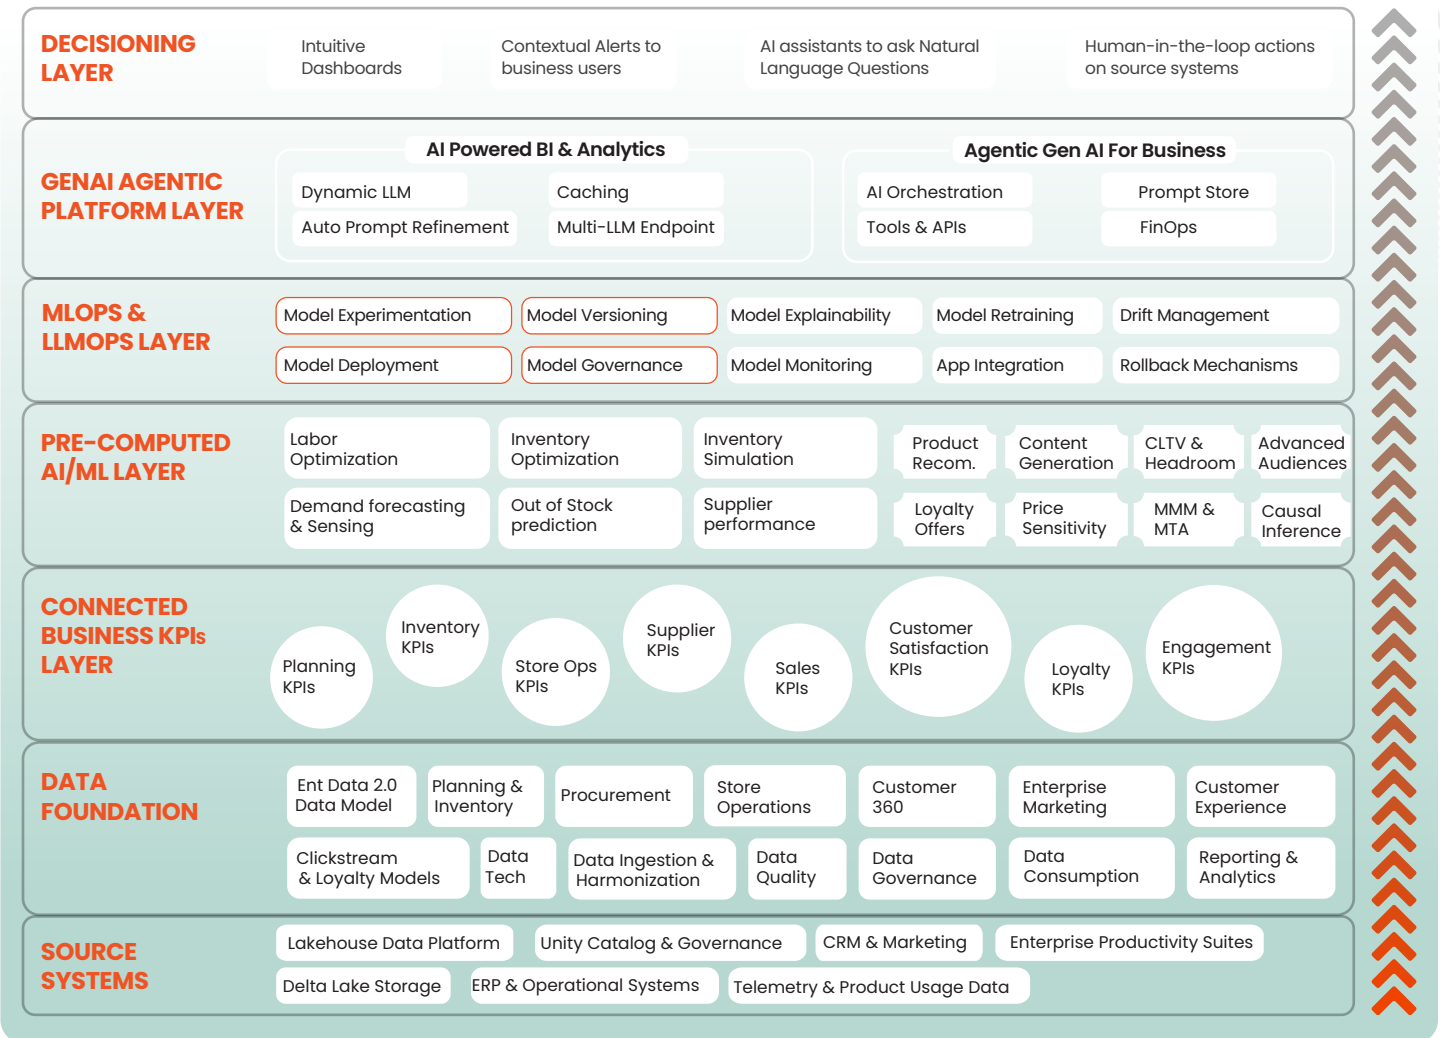 DECISIONING
LAYER
Intuitive
Dashboards
Contextual Alerts to
business users
AI assistants to ask Natural
Language Questions
Human-in-the-loop actions
on source systems
GENAI AGENTIC
PLATFORM LAYER
AI Powered BI & Analytics
Dynamic LLM
Caching
Auto Prompt Refinement
Multi-LLM Endpoint
Agentic Gen AI For Business
AI Orchestration
Prompt Store
Tools & APIs
FinOps
MLOPS &
LLMOPS LAYER
Model Experimentation
Model Versioning
Model Explainability
Model Retraining
Drift Management
Model Deployment
Model Governance
Model Monitoring
App Integration
Rollback Mechanisms
PRE-COMPUTED
AI/ML LAYER
Labor
Optimization
Inventory
Optimization
Inventory
Simulation
Product
Recom.
Content
Generation
CLTV &
Headroom
Advanced
Audiences
Demand forecasting
& Sensing
Out of Stock
prediction
Supplier
performance
Loyalty
Offers
Price
Sensitivity
MMM &
MTA
Causal
Inference
CONNECTED
BUSINESS KPIs
LAYER
Planning
KPIs
Inventory
KPIs
Store Ops
KPIs
Supplier
KPIs
Sales
KPIs
Customer
Satisfaction
KPIs
Loyalty
KPIs
Engagement
KPIs
DATA
FOUNDATION
Ent Data 2.0
Data Model
Planning &
Inventory
Procurement
Store
Operations
Customer
360
Enterprise
Marketing
Customer
Experience
Clickstream
& Loyalty Models
Data
Tech
Data Ingestion &
Harmonization
Data
Quality
Data
Governance
Data
Consumption
Reporting &
Analytics
SOURCE
SYSTEMS
Lakehouse Data Platform
Unity Catalog & Governance
CRM & Marketing
Enterprise Productivity Suites
Delta Lake Storage
ERP & Operational Systems
Telemetry & Product Usage Data